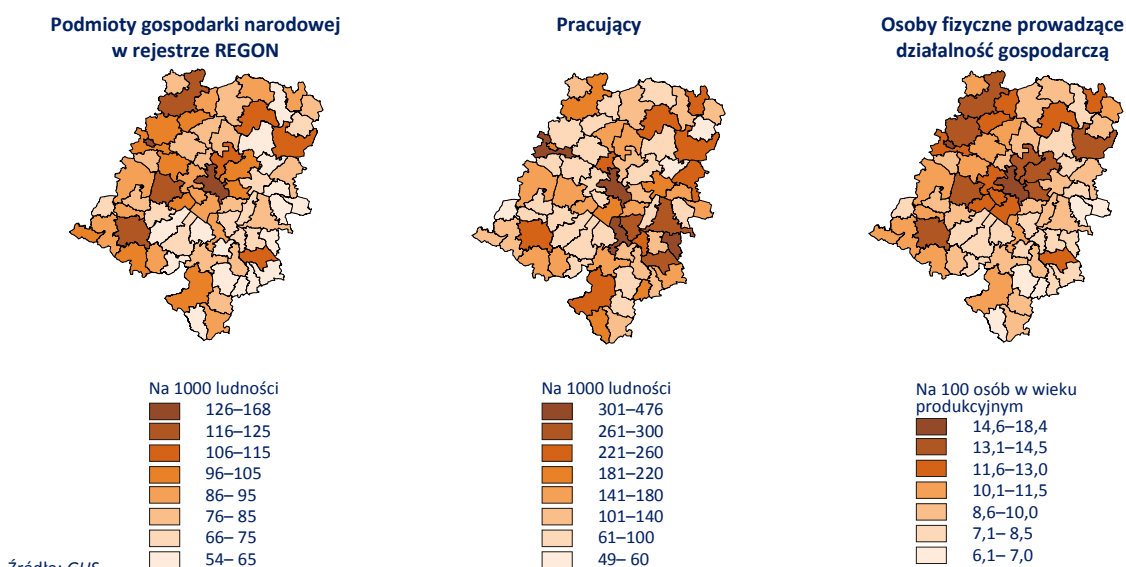 Podmioty gospodarki narodowej
w rejestrze REGON
Na 1000 ludności
126–168
116–125
106–115
96–105
86– 95
76– 85
66– 75
54– 65
Pracujący
Na 1000 ludności
301–476
261–300
221–260
181–220
141–180
101–140
61–100
49– 60
Osoby fizyczne prowadzące
działalność gospodarczą
Na 100 osób w wieku
produkcyjnym
14,6–18,4
13,1–14,5
11,6–13,0
10,1–11,5
8,6–10,0
7,1– 8,5
6,1– 7,0
Źródło: GUS